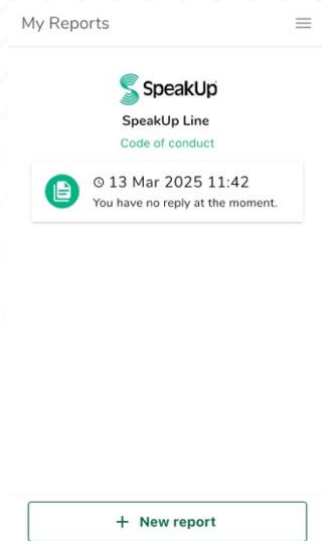 My Reports
SpeakUp
SpeakUp Line
Code of conduct
13 Mar 2025 11:42
You have no reply at the moment.
+ New report